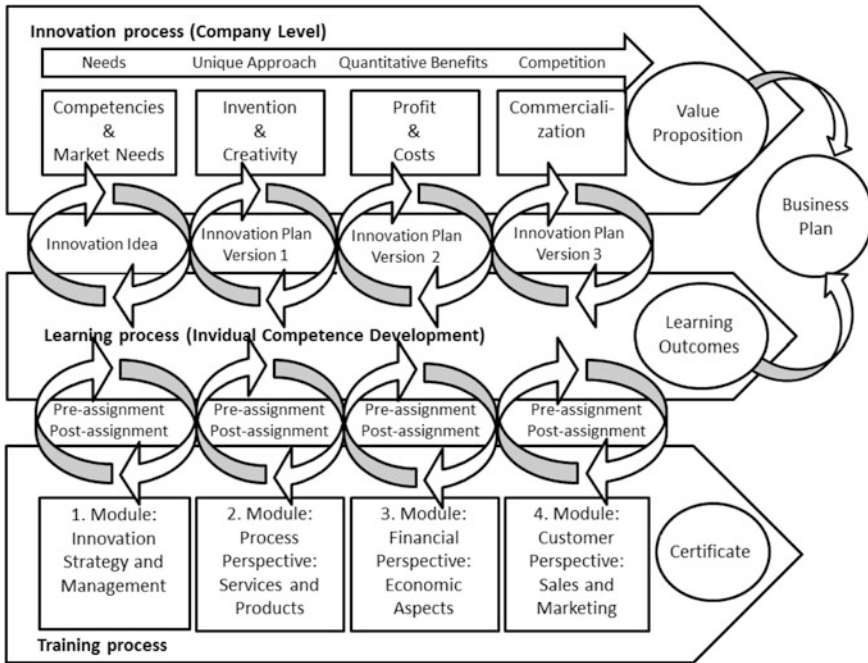 Innovation process (Company Level)
Needs
Unique Approach
Quantitative Benefits
Competition
Competencies
&
Market Needs
Invention
&
Creativity
Profit
&
Costs
Commerciali-
zation
Value
Proposition
Business
Plan
Innovation Idea
Innovation Plan
Version 1
Innovation Plan
Version 2
Innovation Plan
Version 3
Learning process (Invidual Competence Development)
Learning
Outcomes
Pre-assignment
Post-assignment
Pre-assignment
Post-assignment
Pre-assignment
Post-assignment
Pre-assignment
Post-assignment
1. Module:
Innovation
Strategy and
Management
2. Module:
Process
Perspective:
Services and
Products
3. Module:
Financial
Perspective:
Economic
Aspects
4. Module:
Customer
Perspective:
Sales and
Marketing
Certificate
Training process